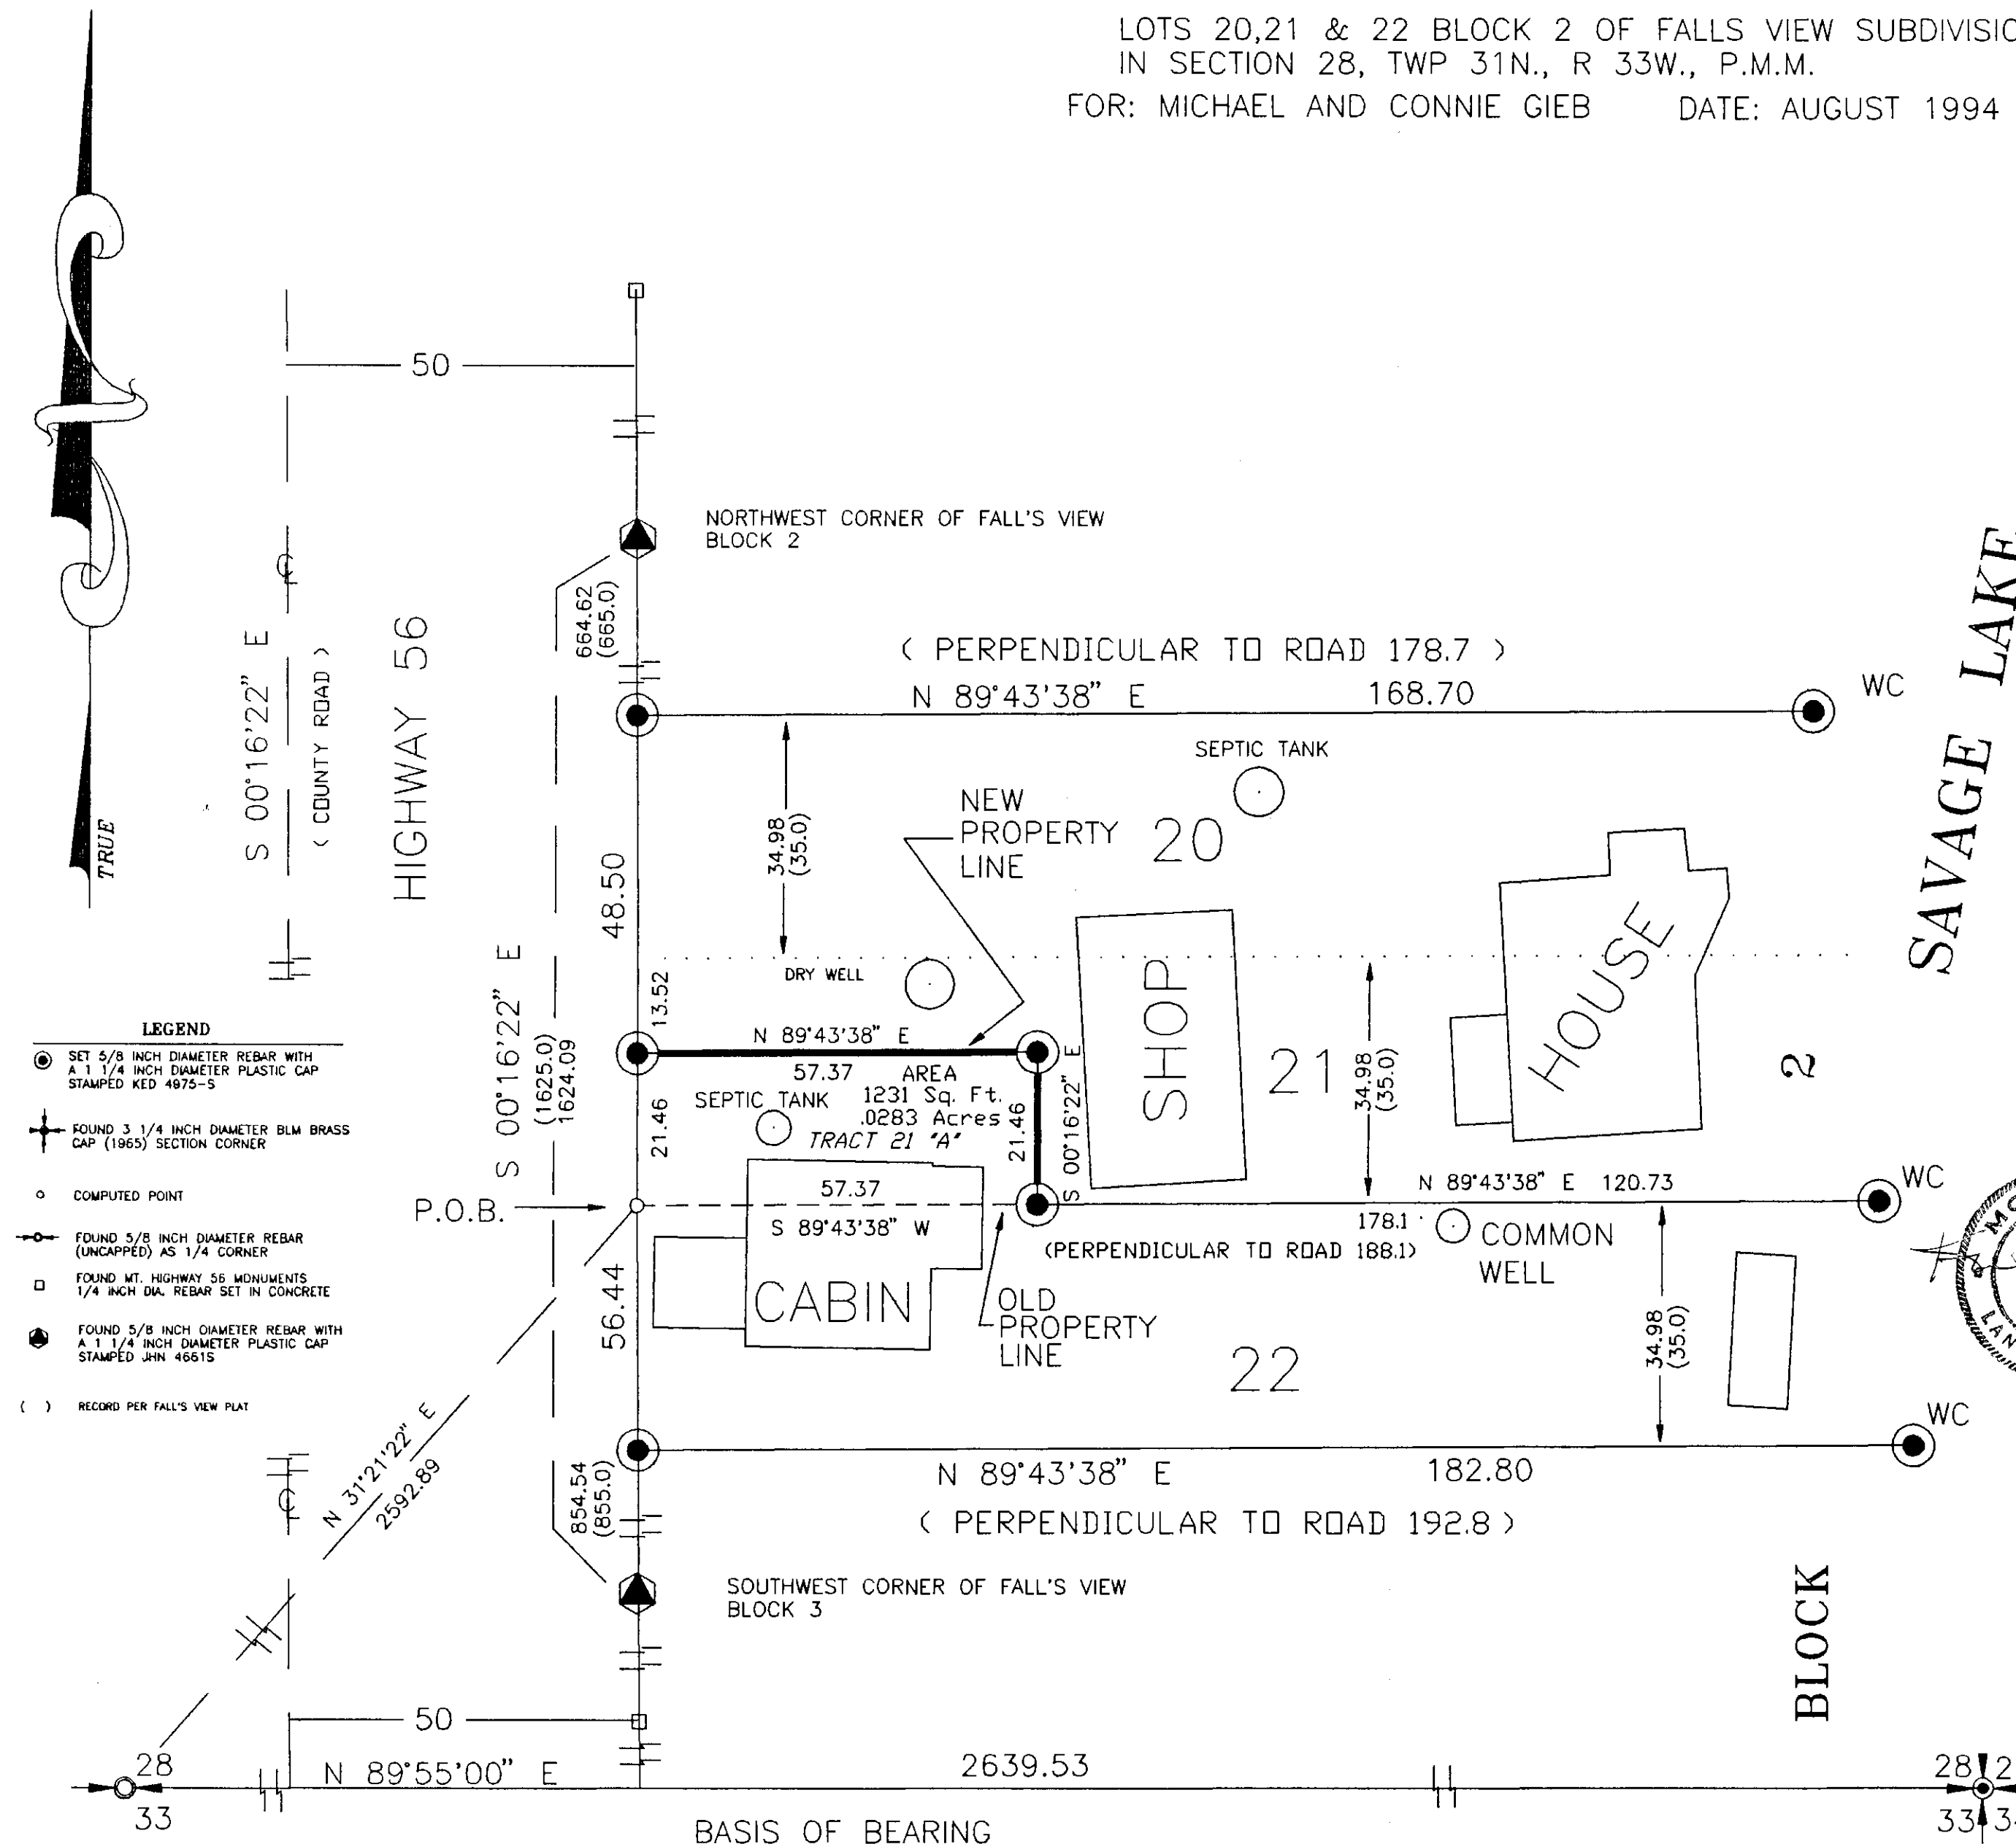 LOTS 20,21 & 22 BLOCK 2 OF FALLS VIEW SUBDIVISIO
IN SECTION 28, TWP 31N., R 33W., P.M.M.
FOR: MICHAEL AND CONNIE GIEB DATE: AUGUST 1994
TRUE
50
S 00°16'22" E
℄
( COUNTY ROAD )
HIGHWAY 56
NORTHWEST CORNER OF FALL'S VIEW
BLOCK 2
664.62
(665.0)
( PERPENDICULAR TO ROAD 178.7 )
N 89°43'38" E 168.70
WC
SAVAGE LAKE
SEPTIC TANK
34.98
(35.0)
NEW
PROPERTY
LINE
20
48.50
DRY WELL
13.52
SHOP
HOUSE
S 00°16'22" E
(1625.0)
1624.09
N 89°43'38" E
57.37
AREA
1231 Sq. Ft.
.0283 Acres
TRACT 21 "A"
SEPTIC TANK
21.46
21.46
S 00°16'22" E
21
34.98
(35.0)
2
LEGEND
SET 5/8 INCH DIAMETER REBAR WITH
A 1 1/4 INCH DIAMETER PLASTIC CAP
STAMPED KED 4975-S
FOUND 3 1/4 INCH DIAMETER BLM BRASS
CAP (1965) SECTION CORNER
COMPUTED POINT
FOUND 5/8 INCH DIAMETER REBAR
(UNCAPPED) AS 1/4 CORNER
FOUND MT. HIGHWAY 56 MONUMENTS
1/4 INCH DIA. REBAR SET IN CONCRETE
FOUND 5/8 INCH DIAMETER REBAR WITH
A 1 1/4 INCH DIAMETER PLASTIC CAP
STAMPED JHN 4661S
( ) RECORD PER FALL'S VIEW PLAT
P.O.B.
57.37
S 89°43'38" W
CABIN
N 89°43'38" E 120.73
WC
178.1
(PERPENDICULAR TO ROAD 188.1)
COMMON
WELL
OLD
PROPERTY
LINE
56.44
22
34.98
(35.0)
MO
LAN
WC
N 89°43'38" E 182.80
( PERPENDICULAR TO ROAD 192.8 )
N 31°21'22" E
2592.89
℄
854.54
(855.0)
SOUTHWEST CORNER OF FALL'S VIEW
BLOCK 3
BLOCK
50
28
33
N 89°55'00" E 2639.53
28 2
33 3
BASIS OF BEARING